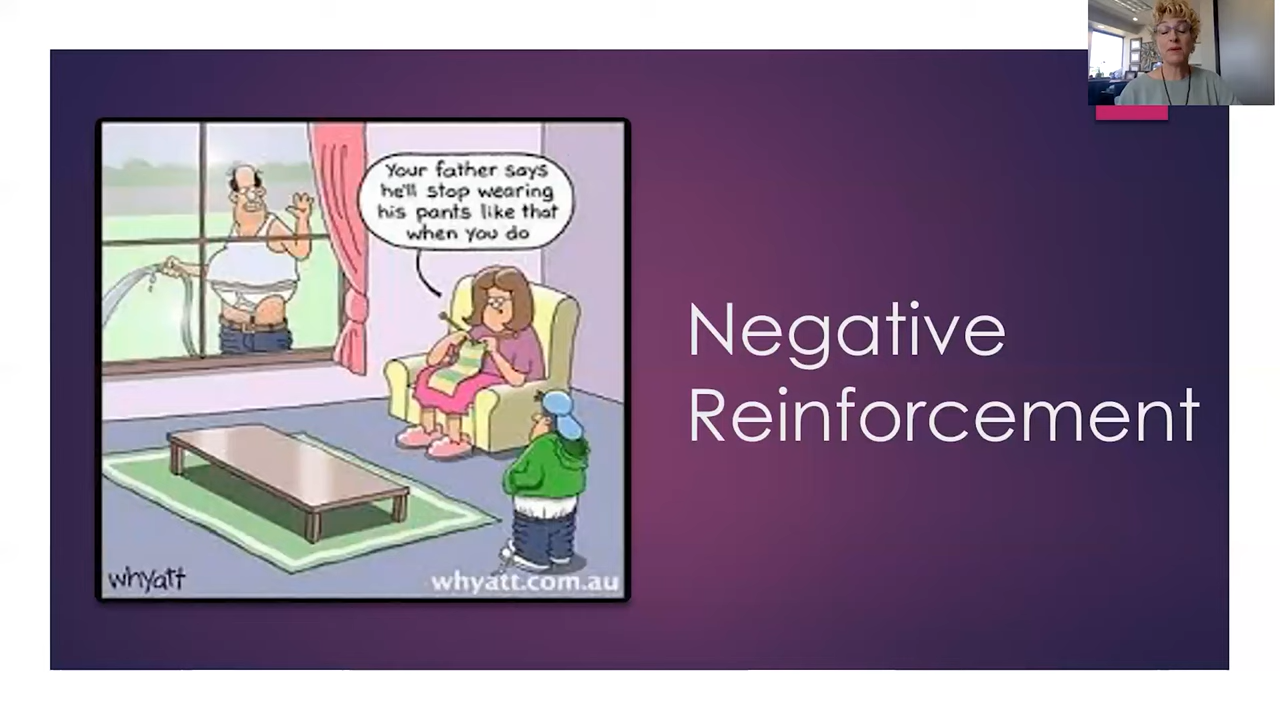 Your father says
he'll stop wearing
his pants like that
when you do
whyatt
whyatt.com.au
Negative
Reinforcement